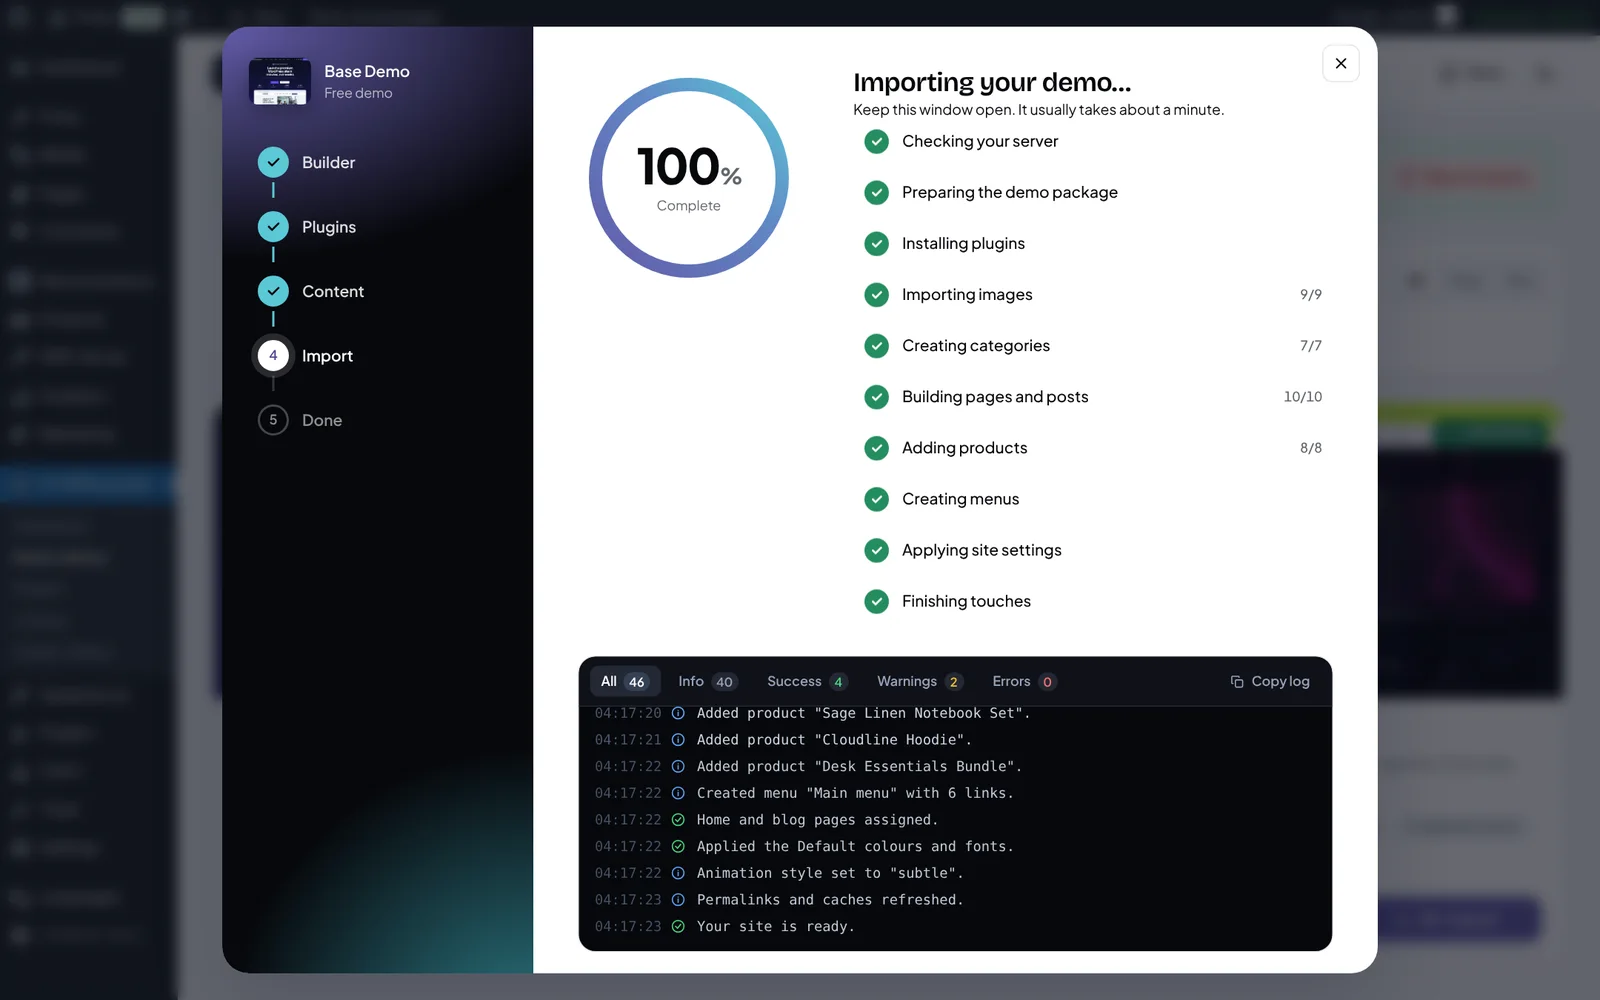 Base Demo
Free demo
Builder
Plugins
Content
4 Import
5 Done
100%
Complete
Importing your demo...
Keep this window open. It usually takes about a minute.
Checking your server
Preparing the demo package
Installing plugins
Importing images 9/9
Creating categories 7/7
Building pages and posts 10/10
Adding products 8/8
Creating menus
Applying site settings
Finishing touches
All 46 Info 40 Success 4 Warnings 2 Errors 0 Copy log
04:17:20 Added product "Sage Linen Notebook Set".
04:17:21 Added product "Cloudline Hoodie".
04:17:22 Added product "Desk Essentials Bundle".
04:17:22 Created menu "Main menu" with 6 links.
04:17:22 Home and blog pages assigned.
04:17:22 Applied the Default colours and fonts.
04:17:22 Animation style set to "subtle".
04:17:23 Permalinks and caches refreshed.
04:17:23 Your site is ready.